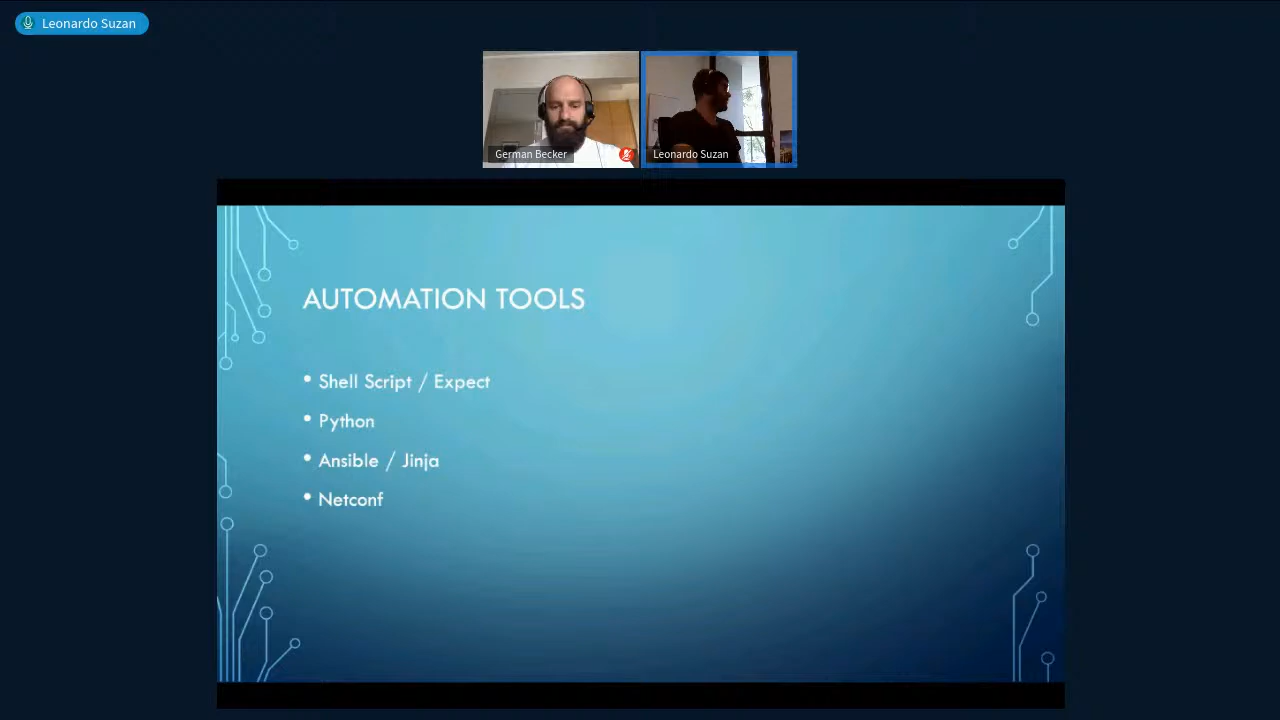 Leonardo Suzan
German Becker
Leonardo Suzan
AUTOMATION TOOLS
• Shell Script / Expect
• Python
• Ansible / Jinja
• Netconf